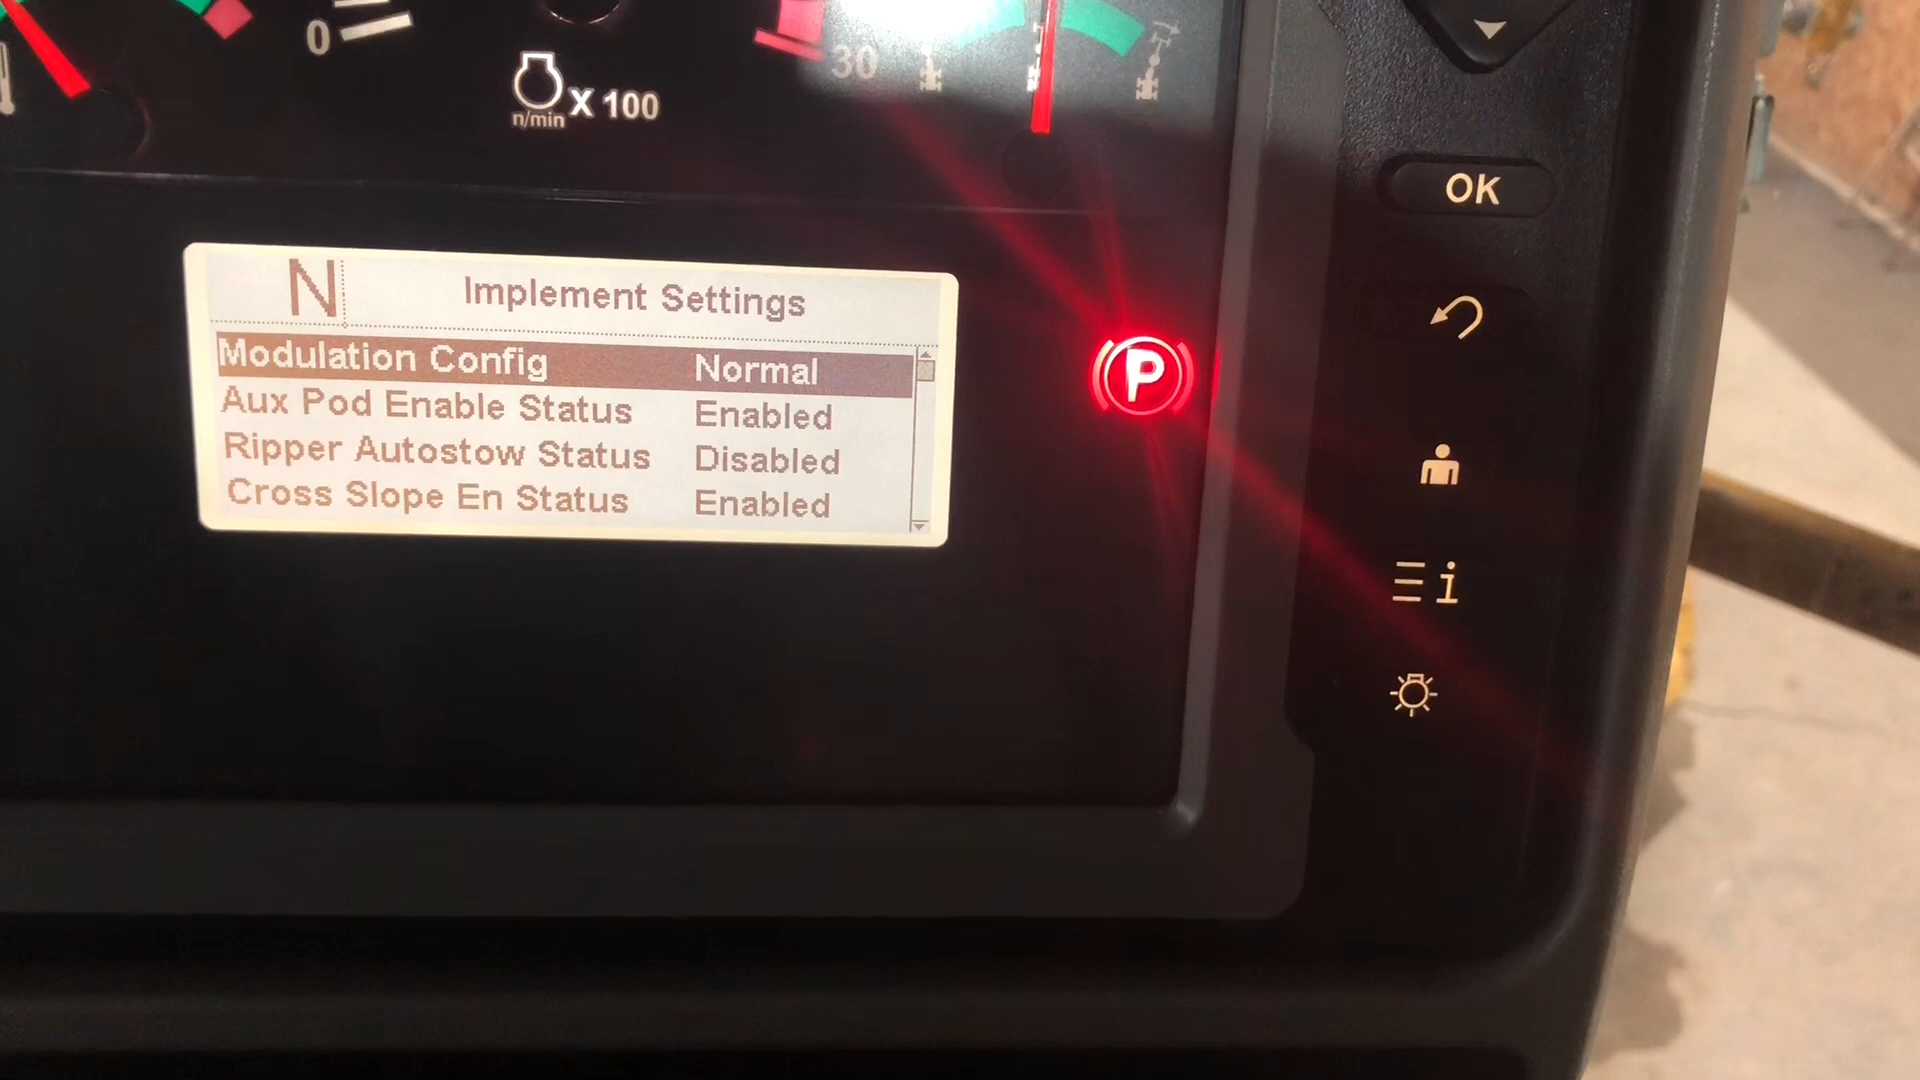 0
n/min X 100
30
OK
N Implement Settings
Modulation Config Normal
Aux Pod Enable Status Enabled
Ripper Autostow Status Disabled
Cross Slope En Status Enabled
P
i